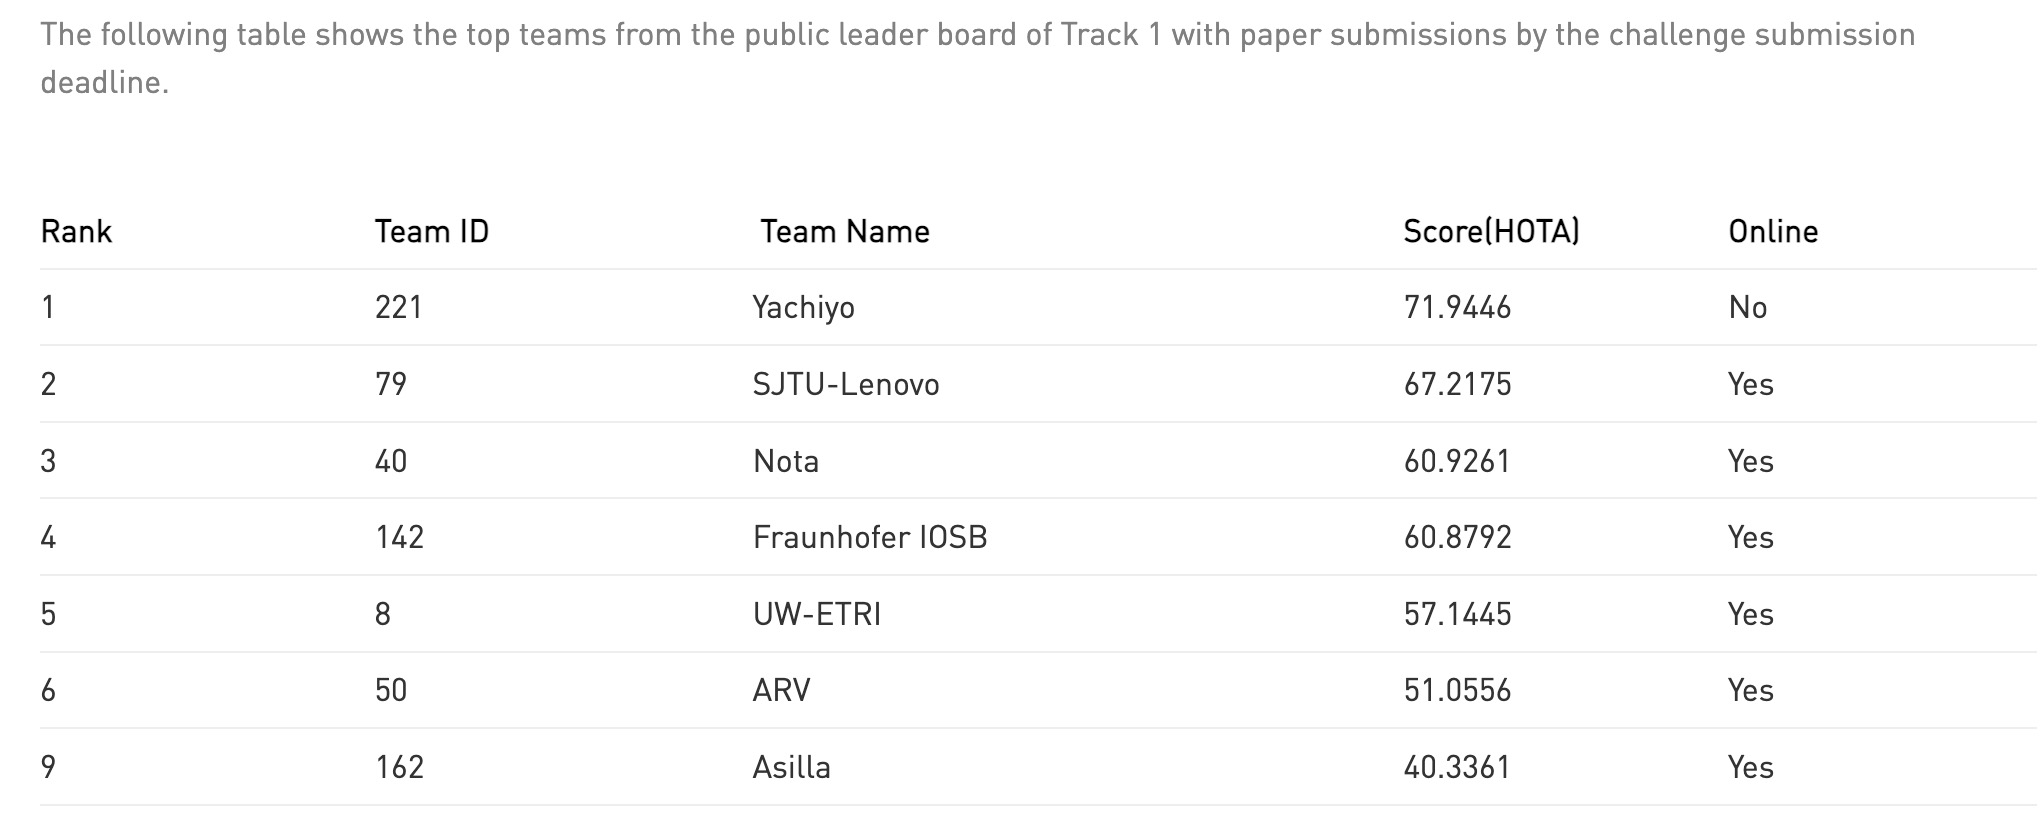 The following table shows the top teams from the public leader board of Track 1 with paper submissions by the challenge submission
deadline.
Rank Team ID Team Name Score(HOTA) Online
1 221 Yachiyo 71.9446 No
2 79 SJTU-Lenovo 67.2175 Yes
3 40 Nota 60.9261 Yes
4 142 Fraunhofer IOSB 60.8792 Yes
5 8 UW-ETRI 57.1445 Yes
6 50 ARV 51.0556 Yes
9 162 Asilla 40.3361 Yes